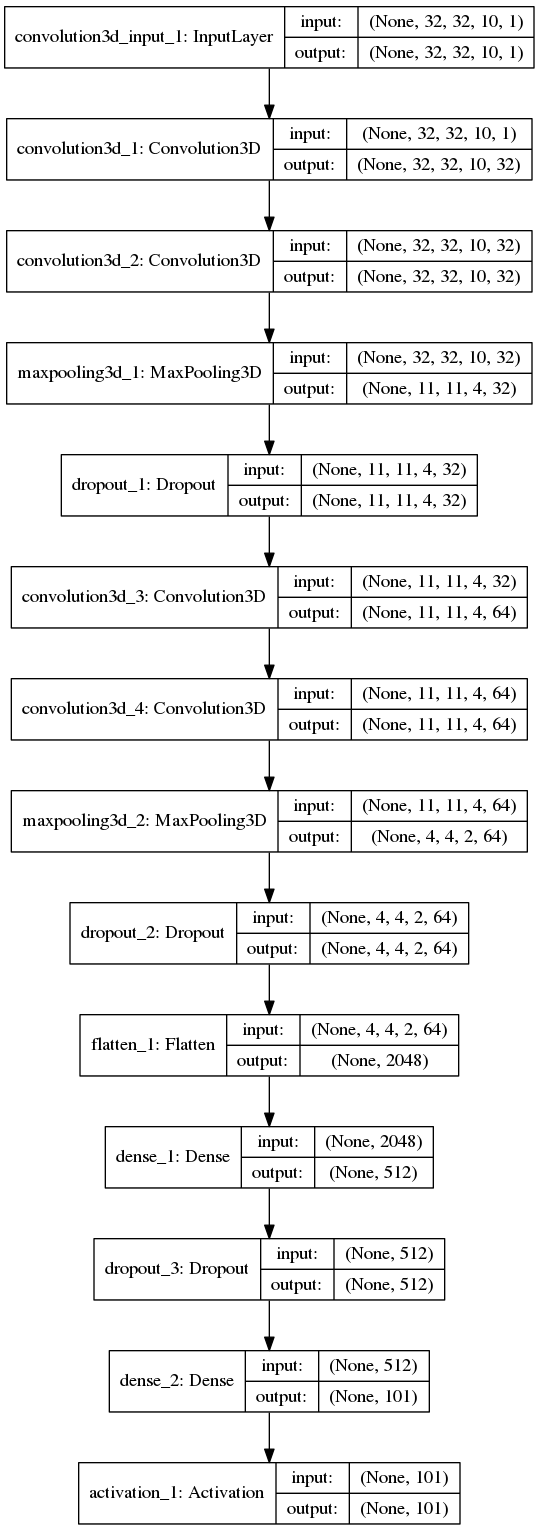 convolution3d_input_1: InputLayer
input: (None, 32, 32, 10, 1)
output: (None, 32, 32, 10, 1)
convolution3d_1: Convolution3D
input: (None, 32, 32, 10, 1)
output: (None, 32, 32, 10, 32)
convolution3d_2: Convolution3D
input: (None, 32, 32, 10, 32)
output: (None, 32, 32, 10, 32)
maxpooling3d_1: MaxPooling3D
input: (None, 32, 32, 10, 32)
output: (None, 11, 11, 4, 32)
dropout_1: Dropout
input: (None, 11, 11, 4, 32)
output: (None, 11, 11, 4, 32)
convolution3d_3: Convolution3D
input: (None, 11, 11, 4, 32)
output: (None, 11, 11, 4, 64)
convolution3d_4: Convolution3D
input: (None, 11, 11, 4, 64)
output: (None, 11, 11, 4, 64)
maxpooling3d_2: MaxPooling3D
input: (None, 11, 11, 4, 64)
output: (None, 4, 4, 2, 64)
dropout_2: Dropout
input: (None, 4, 4, 2, 64)
output: (None, 4, 4, 2, 64)
flatten_1: Flatten
input: (None, 4, 4, 2, 64)
output: (None, 2048)
dense_1: Dense
input: (None, 2048)
output: (None, 512)
dropout_3: Dropout
input: (None, 512)
output: (None, 512)
dense_2: Dense
input: (None, 512)
output: (None, 101)
activation_1: Activation
input: (None, 101)
output: (None, 101)